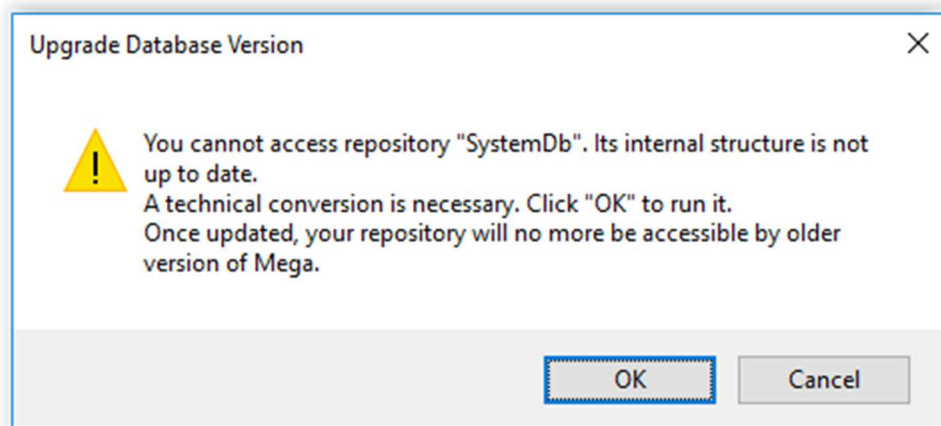 Upgrade Database Version
You cannot access repository "SystemDb". Its internal structure is not
up to date.
A technical conversion is necessary. Click "OK" to run it.
Once updated, your repository will no more be accessible by older
version of Mega.
OK
Cancel